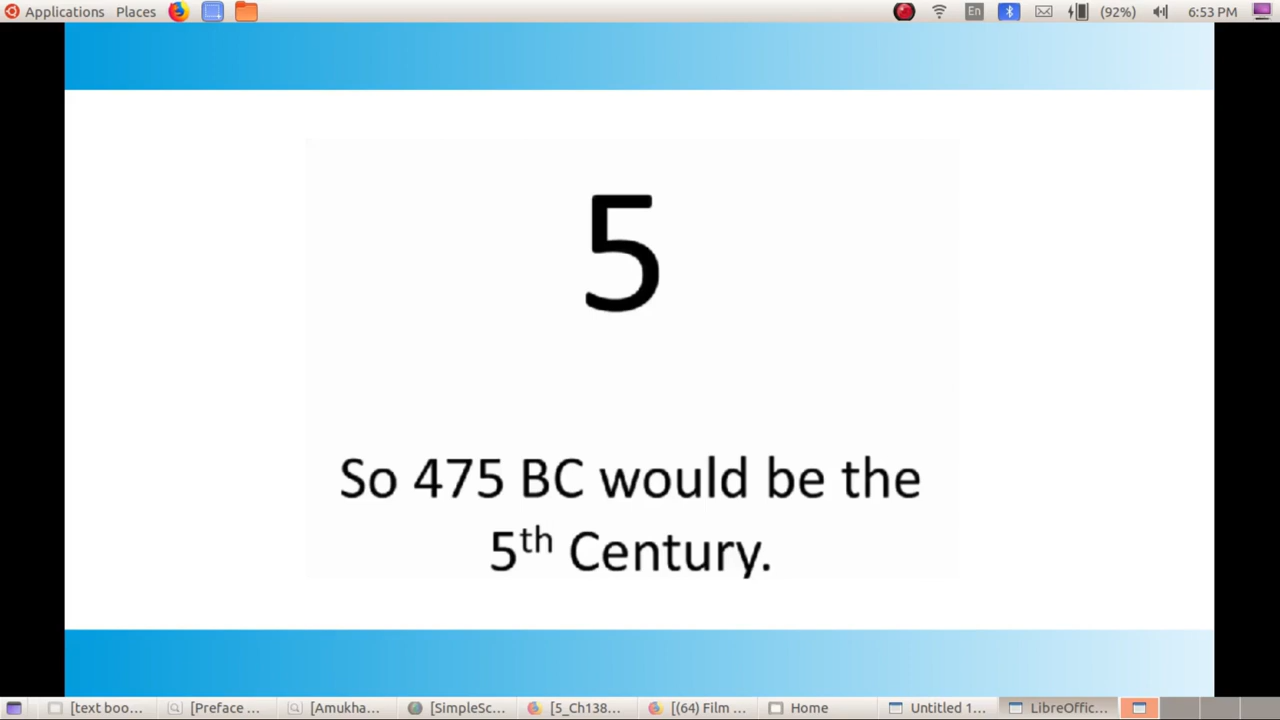 Applications Places En (92%) 6:53 PM
5
So 475 BC would be the
5th Century.
[text boo... [Preface ... [Amukha... [SimpleSc... [5_Ch138... [(64) Film ... Home Untitled 1... LibreOffic...